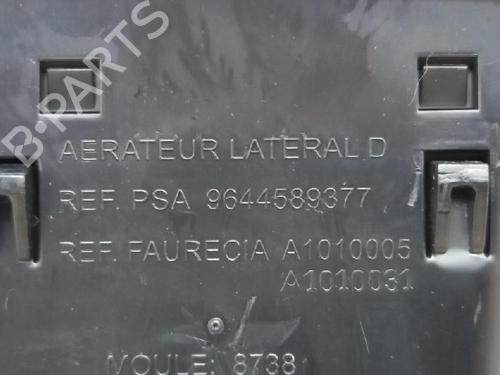 B-PARTS
AERATEUR LATERAL D
REF. PSA 9644589377
REF. FAURECIA A1010005
A1010031
MOULE: 8738